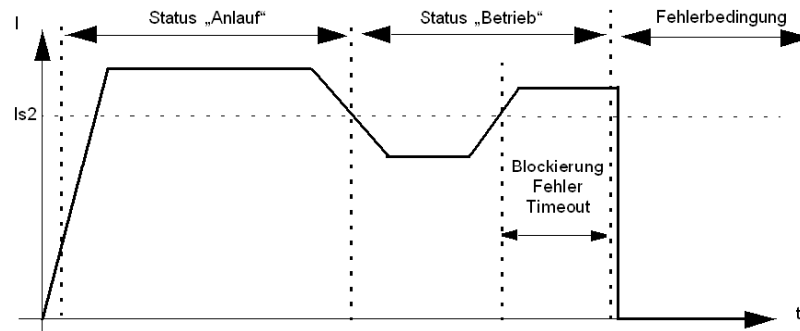 I
Status „Anlauf“
Status „Betrieb“
Fehlerbedingung
Is2
Blockierung
Fehler
Timeout
t